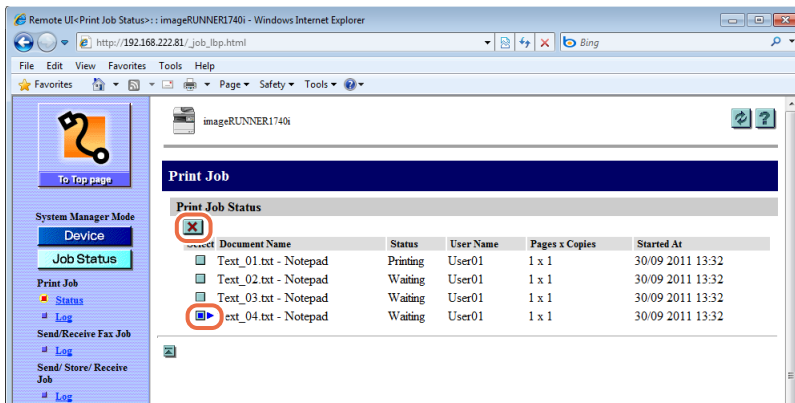 Remote UI<Print Job Status>: : imageRUNNER1740i - Windows Internet Explorer
http://192.168.222.81/_job_lbp.html
Bing
File Edit View Favorites Tools Help
Favorites Page Safety Tools
imageRUNNER1740i
To Top page
Print Job
System Manager Mode
Print Job Status
Device
Select Document Name Status User Name Pages x Copies Started At
Job Status
Text_01.txt - Notepad Printing User01 1 x 1 30/09 2011 13:32
Text_02.txt - Notepad Waiting User01 1 x 1 30/09 2011 13:32
Print Job
Status
Text_03.txt - Notepad Waiting User01 1 x 1 30/09 2011 13:32
Log
ext_04.txt - Notepad Waiting User01 1 x 1 30/09 2011 13:32
Send/Receive Fax Job
Log
Send/ Store/ Receive
Job
Log